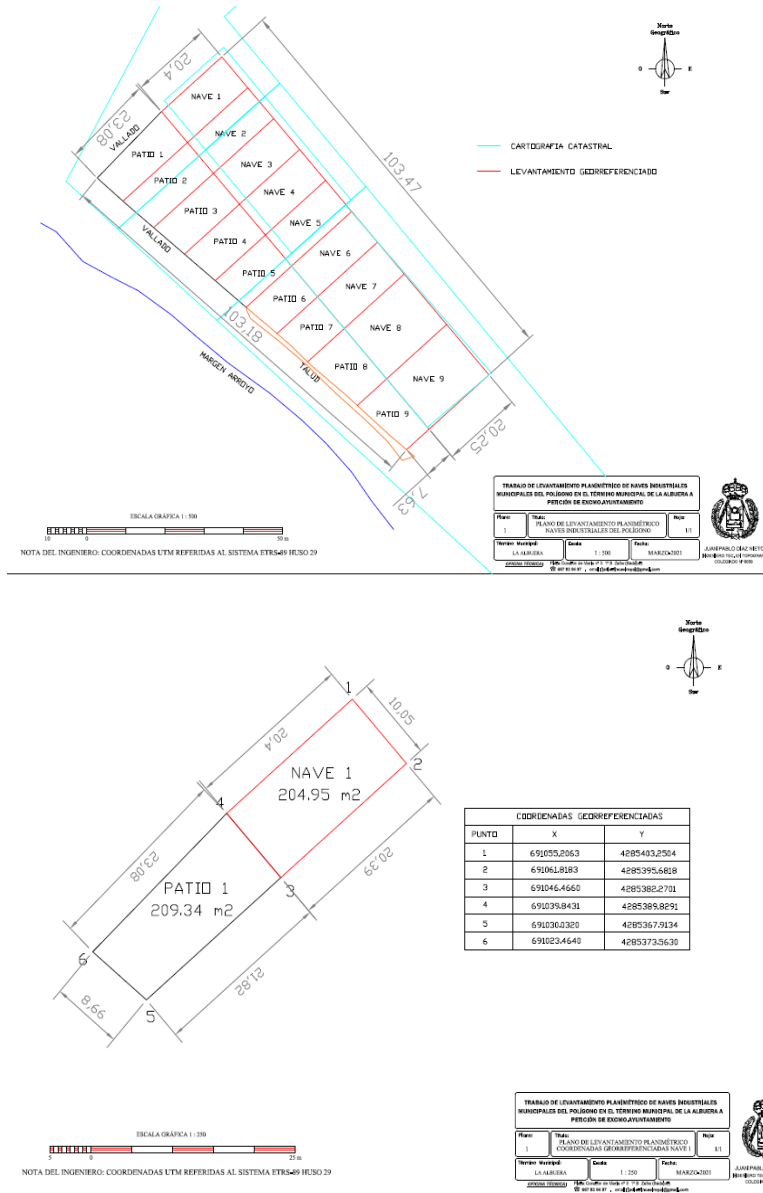 Norte
Geográfico
O
E
Sur
CARTOGRAFIA CATASTRAL
LEVANTAMIENTO GEORREFERENCIADO
20,4
23,08
103,47
VALLADO
NAVE 1
NAVE 2
NAVE 3
NAVE 4
NAVE 5
NAVE 6
NAVE 7
NAVE 8
NAVE 9
PATIO 1
PATIO 2
PATIO 3
PATIO 4
PATIO 5
PATIO 6
PATIO 7
PATIO 8
PATIO 9
VALLADO
103,18
TALUD
MARGEN ARROYO
20,25
7,63
ESCALA GRÁFICA 1 : 500
10 0 50 m
NOTA DEL INGENIERO: COORDENADAS UTM REFERIDAS AL SISTEMA ETRS-89 HUSO 29
TRABAJO DE LEVANTAMIENTO PLANIMÉTRICO DE NAVES INDUSTRIALES
MUNICIPALES DEL POLÍGONO EN EL TÉRMINO MUNICIPAL DE LA ALBUERA A
PETICIÓN DE EXCMO.AYUNTAMIENTO
Plano: Título: Hoja:
1 PLANO DE LEVANTAMIENTO PLANIMÉTRICO 1/1
NAVES INDUSTRIALES DEL POLÍGONO
Término Municipal: Escala: Fecha:
LA ALBUERA 1 : 500 MARZO-2021
OFICINA TÉCNICA:
JUAN PABLO DÍAZ NIETO
Norte
Geográfico
O
E
Sur
1
10,05
20,4
2
NAVE 1
204.95 m2
4
23,08
20,39
3
PATIO 1
209.34 m2
6
21,82
8,66
5
COORDENADAS GEORREFERENCIADAS
PUNTO X Y
1 691055,2063 4285403,2504
2 691061,8183 4285395,6818
3 691046,4660 4285382,2701
4 691039,8431 4285389,8291
5 691030,0320 4285367,9134
6 691023,4640 4285373,5630
ESCALA GRÁFICA 1 : 250
5 0 25 m
NOTA DEL INGENIERO: COORDENADAS UTM REFERIDAS AL SISTEMA ETRS-89 HUSO 29
TRABAJO DE LEVANTAMIENTO PLANIMÉTRICO DE NAVES INDUSTRIALES
MUNICIPALES DEL POLÍGONO EN EL TÉRMINO MUNICIPAL DE LA ALBUERA A
PETICIÓN DE EXCMO.AYUNTAMIENTO
Plano: Título: Hoja:
1 PLANO DE LEVANTAMIENTO PLANIMÉTRICO 1/1
COORDENADAS GEORREFERENCIADAS NAVE 1
Término Municipal: Escala: Fecha:
LA ALBUERA 1 : 250 MARZO-2021
OFICINA TÉCNICA: